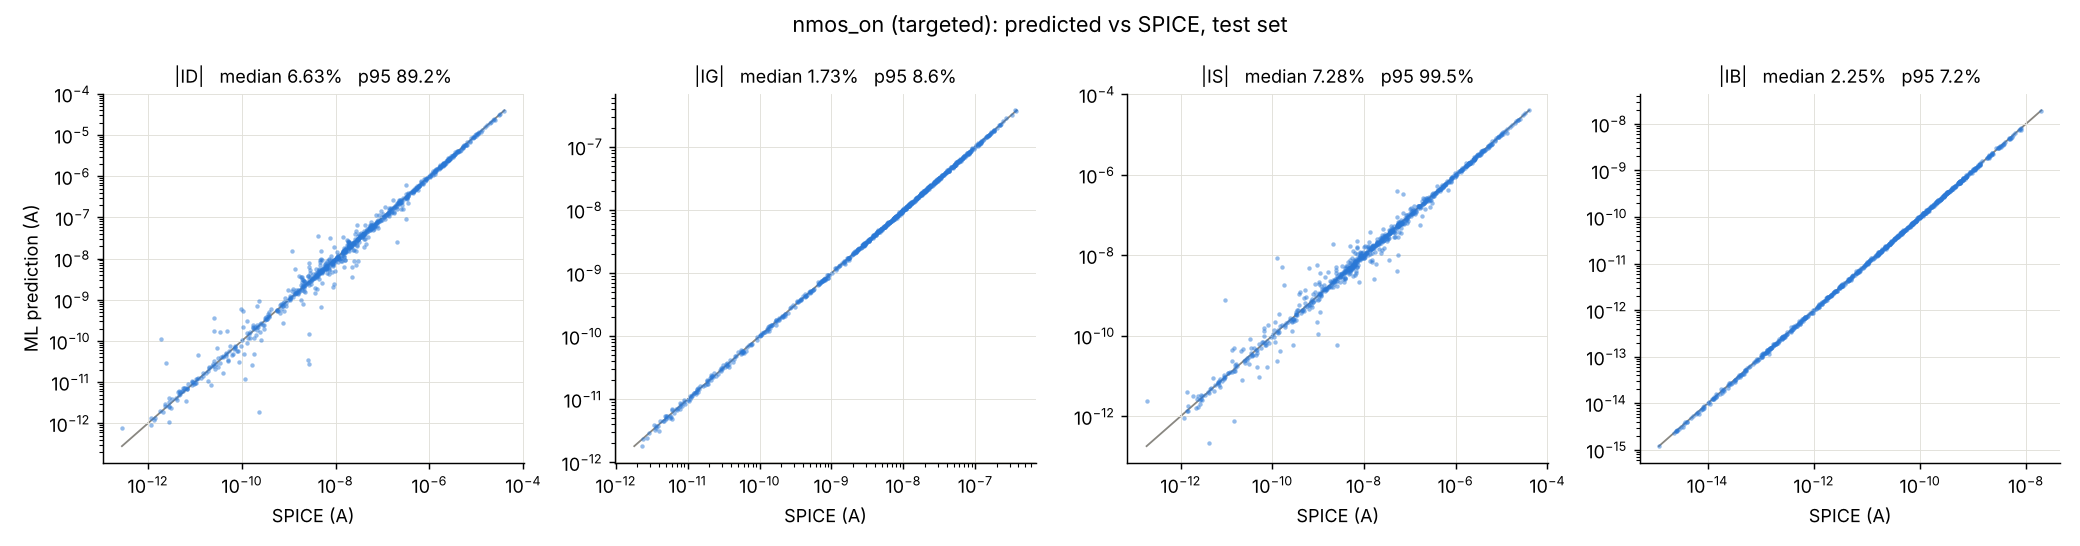 nmos_on (targeted): predicted vs SPICE, test set
|ID| median 6.63% p95 89.2%
|IG| median 1.73% p95 8.6%
|IS| median 7.28% p95 99.5%
|IB| median 2.25% p95 7.2%
ML prediction (A)
10⁻⁴
10⁻⁵
10⁻⁶
10⁻⁷
10⁻⁸
10⁻⁹
10⁻¹⁰
10⁻¹¹
10⁻¹²
10⁻¹² 10⁻¹⁰ 10⁻⁸ 10⁻⁶ 10⁻⁴
SPICE (A)
10⁻⁷
10⁻⁸
10⁻⁹
10⁻¹⁰
10⁻¹¹
10⁻¹²
10⁻¹² 10⁻¹¹ 10⁻¹⁰ 10⁻⁹ 10⁻⁸ 10⁻⁷
SPICE (A)
10⁻⁴
10⁻⁶
10⁻⁸
10⁻¹⁰
10⁻¹²
10⁻¹² 10⁻¹⁰ 10⁻⁸ 10⁻⁶ 10⁻⁴
SPICE (A)
10⁻⁸
10⁻⁹
10⁻¹⁰
10⁻¹¹
10⁻¹²
10⁻¹³
10⁻¹⁴
10⁻¹⁵
10⁻¹⁴ 10⁻¹² 10⁻¹⁰ 10⁻⁸
SPICE (A)